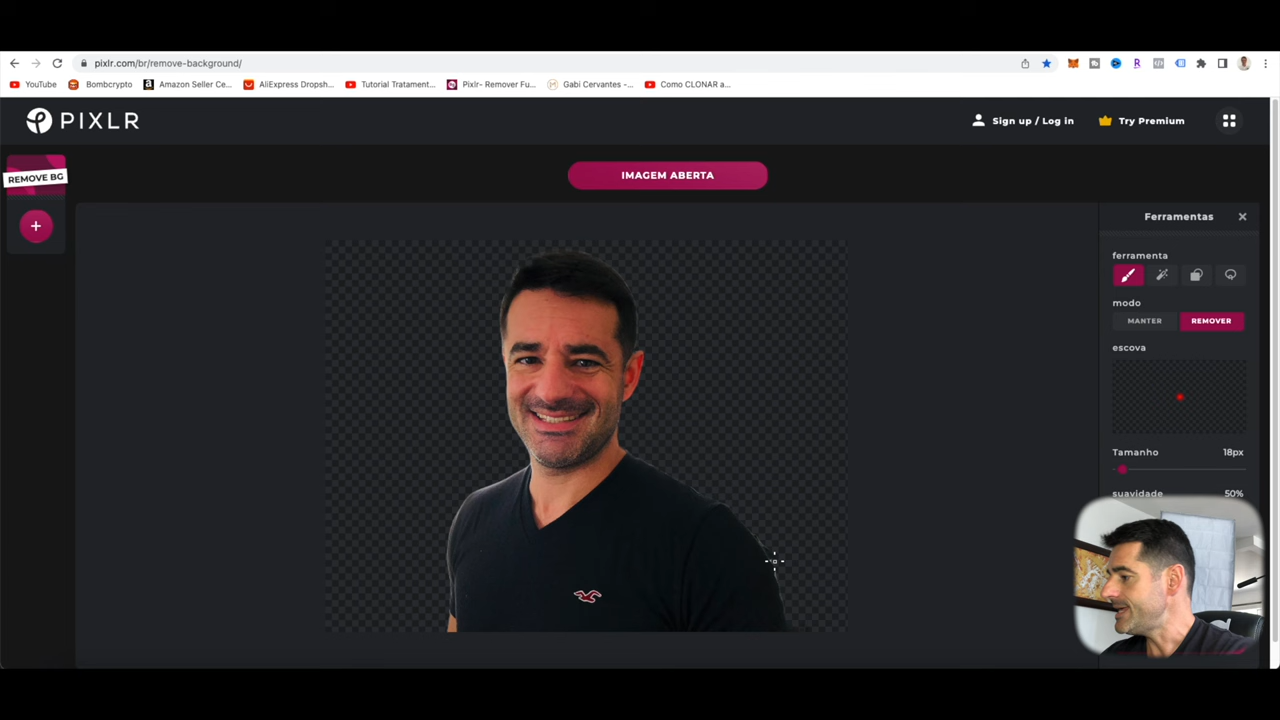 pixlr.com/br/remove-background/
YouTube Bombcrypto Amazon Seller Ce... AliExpress Dropsh... Tutorial Tratament... Pixlr- Remover Fu... Gabi Cervantes -... Como CLONAR a...
PIXLR Sign up / Log in Try Premium
REMOVE BG
IMAGEM ABERTA
Ferramentas
ferramenta
modo
MANTER REMOVER
escova
Tamanho 18px
suavidade 50%